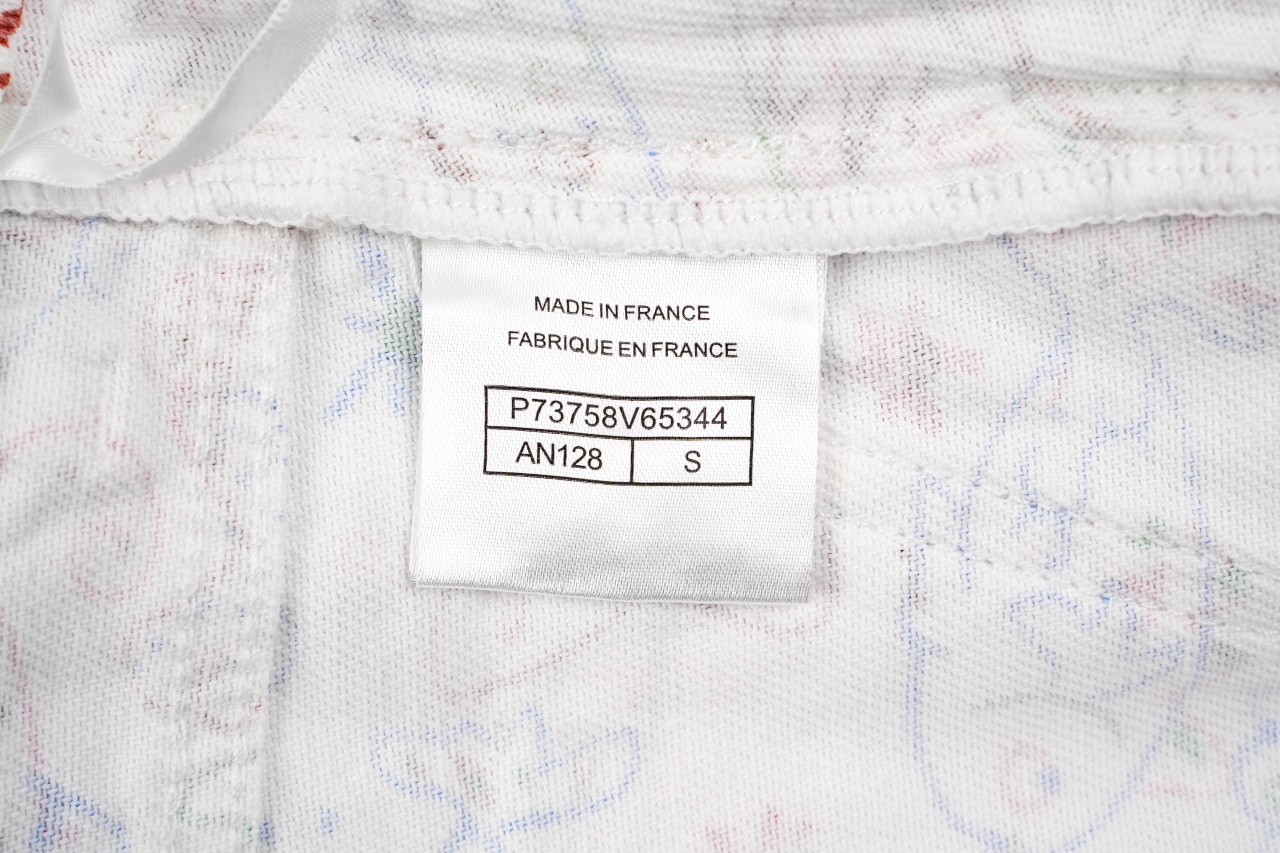 MADE IN FRANCE
FABRIQUE EN FRANCE
P73758V65344
AN128 S